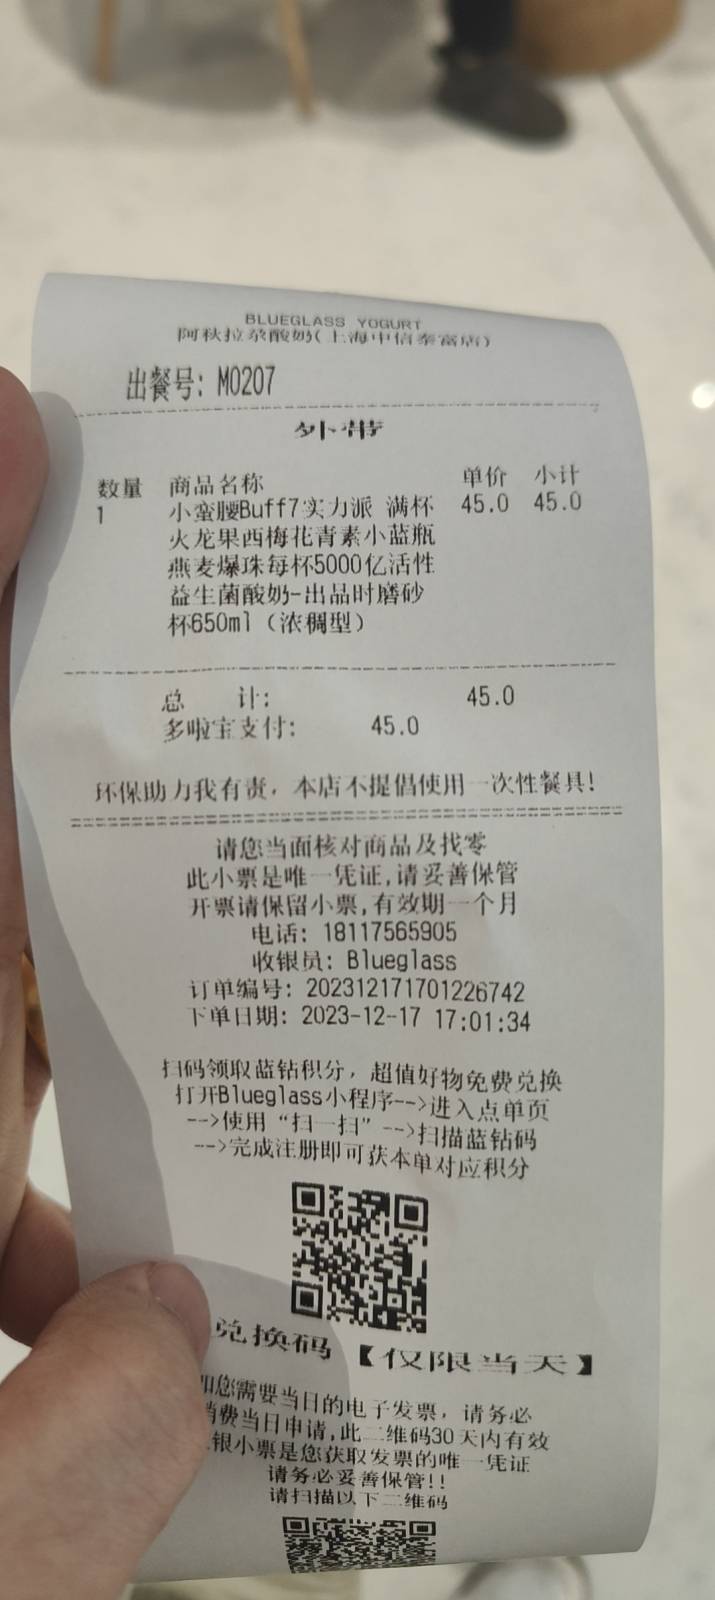 BLUEGLASS YOGURT
阿秋拉尕酸奶(上海中信泰富店)
出餐号: M0207
外带
数量 商品名称 单价 小计
1 小蛮腰Buff7实力派 满杯 45.0 45.0
火龙果西梅花青素小蓝瓶
燕麦爆珠每杯5000亿活性
益生菌酸奶-出品时磨砂
杯650ml（浓稠型）
总 计: 45.0
多啦宝支付: 45.0
环保助力我有责，本店不提倡使用一次性餐具!
请您当面核对商品及找零
此小票是唯一凭证,请妥善保管
开票请保留小票,有效期一个月
电话: 18117565905
收银员: Blueglass
订单编号: 202312171701226742
下单日期: 2023-12-17 17:01:34
扫码领取蓝钻积分，超值好物免费兑换
打开Blueglass小程序-->进入点单页
-->使用“扫一扫”-->扫描蓝钻码
-->完成注册即可获本单对应积分
兑换码【仅限当天】
如您需要当日的电子发票，请务必
消费当日申请,此二维码30天内有效
银小票是您获取发票的唯一凭证
请务必妥善保管!!
请扫描以下二维码